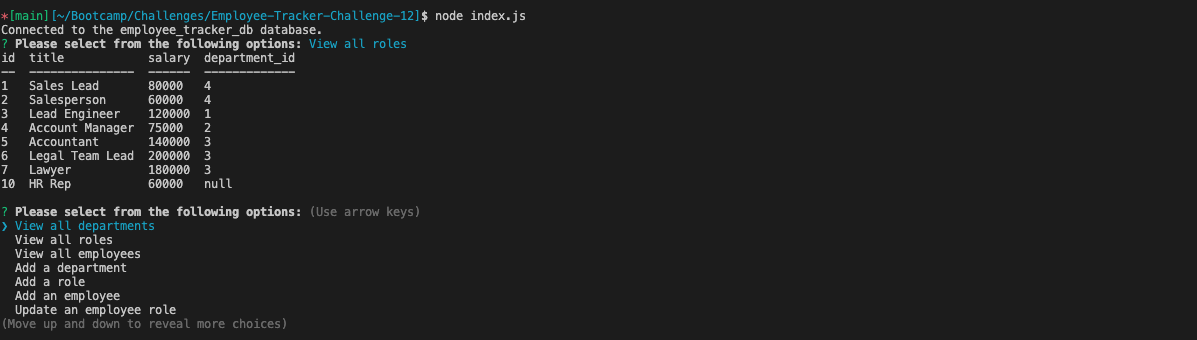 *[main][~/Bootcamp/Challenges/Employee-Tracker-Challenge-12]$ node index.js
Connected to the employee_tracker_db database.
? Please select from the following options: View all roles
id  title            salary  department_id
--  ---------------  ------  -------------
1   Sales Lead       80000   4
2   Salesperson      60000   4
3   Lead Engineer    120000  1
4   Account Manager  75000   2
5   Accountant       140000  3
6   Legal Team Lead  200000  3
7   Lawyer           180000  3
10  HR Rep           60000   null
? Please select from the following options: (Use arrow keys)
❯ View all departments
  View all roles
  View all employees
  Add a department
  Add a role
  Add an employee
  Update an employee role
(Move up and down to reveal more choices)